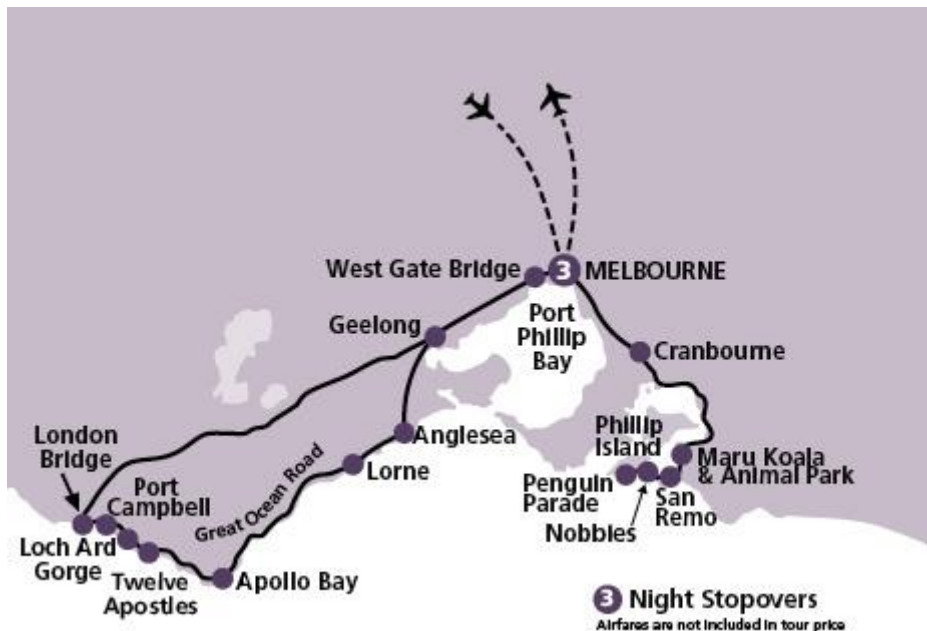 West Gate Bridge
3
MELBOURNE
Port
Phillip
Bay
Geelong
Cranbourne
London
Bridge
Anglesea
Phillip
Island
Maru Koala
& Animal Park
Port
Campbell
Great Ocean Road
Lorne
Penguin
Parade
San
Remo
Nobbles
Loch Ard
Gorge
Twelve
Apostles
Apollo Bay
3 Night Stopovers
Airfares are not included in tour price